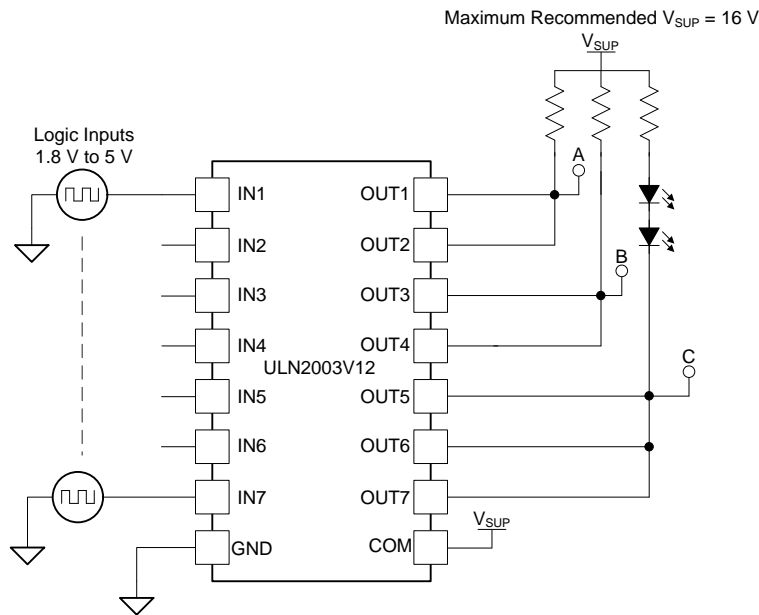 Maximum Recommended VSUP = 16 V
VSUP
Logic Inputs
1.8 V to 5 V
A
IN1
OUT1
IN2
OUT2
B
IN3
OUT3
IN4
OUT4
ULN2003V12
C
IN5
OUT5
IN6
OUT6
IN7
OUT7
VSUP
GND
COM